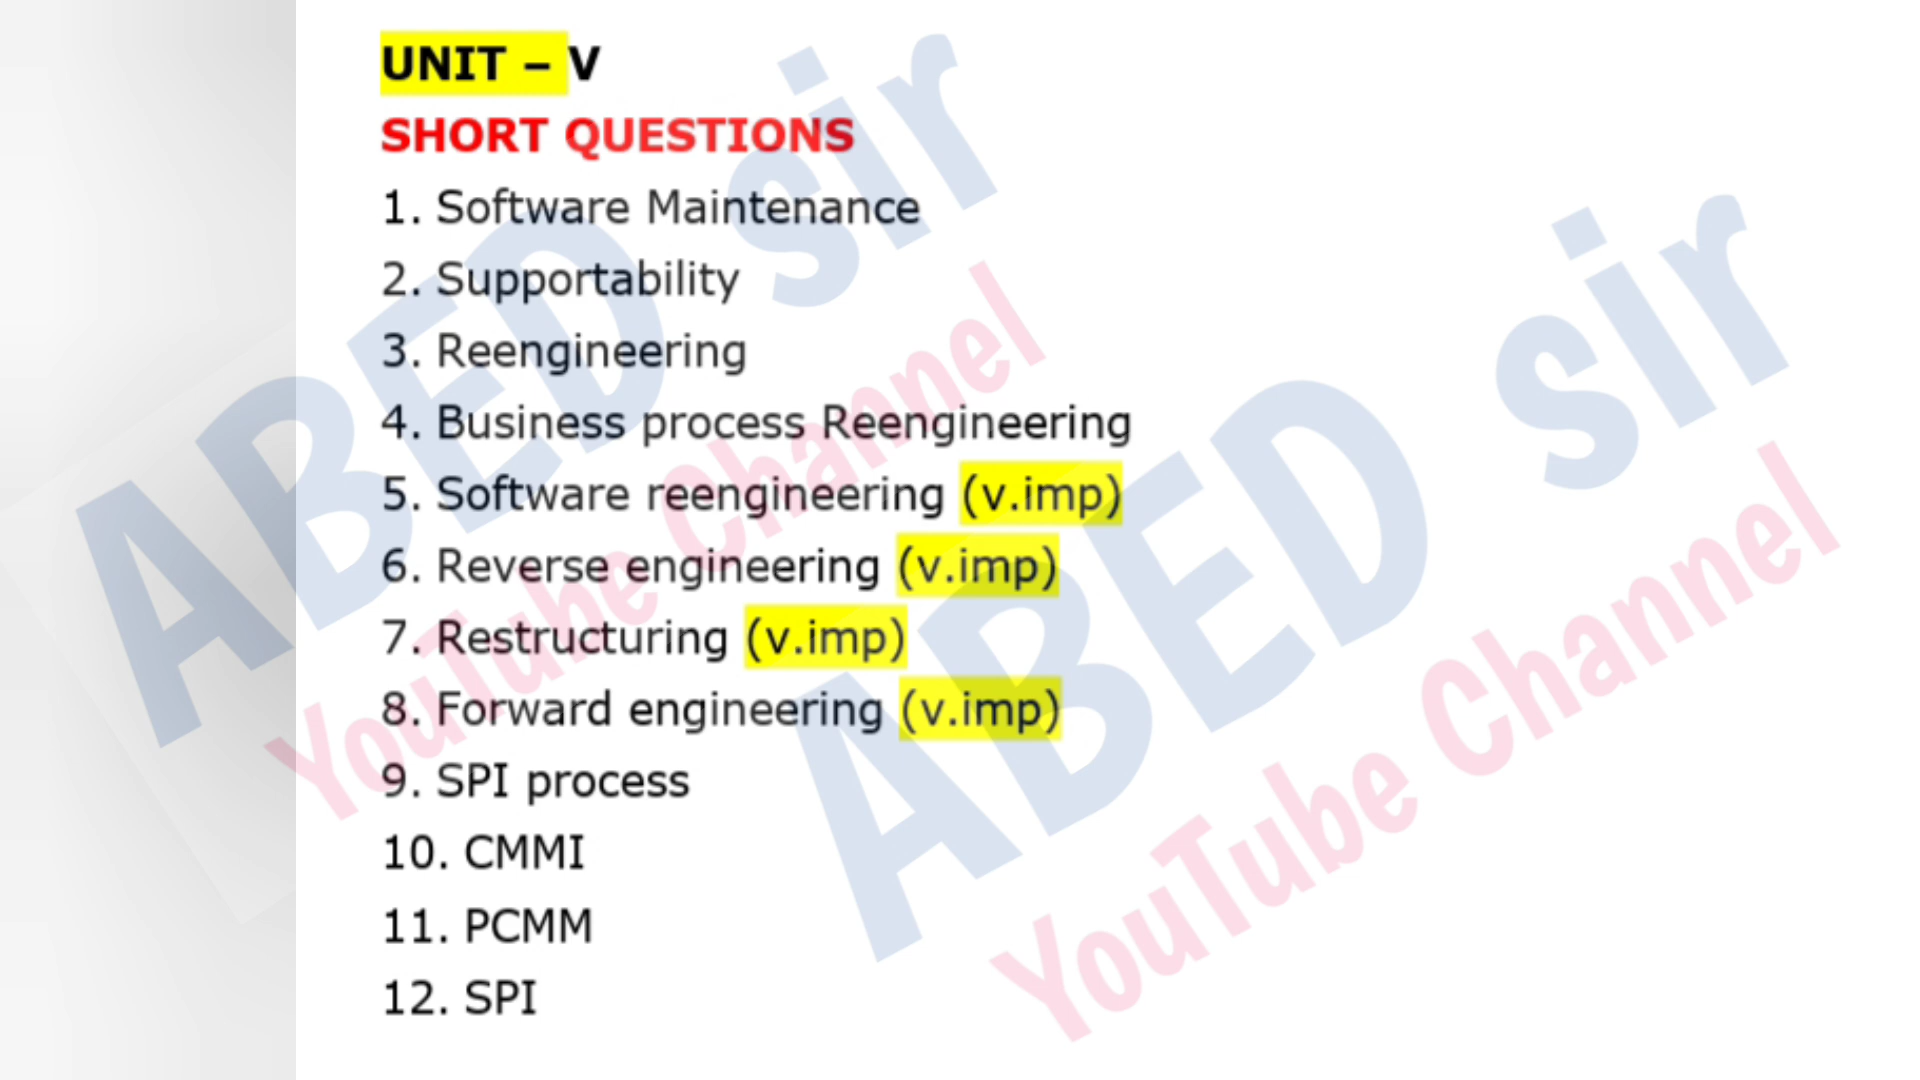 UNIT – V
SHORT QUESTIONS
1. Software Maintenance
2. Supportability
3. Reengineering
4. Business process Reengineering
5. Software reengineering (v.imp)
6. Reverse engineering (v.imp)
7. Restructuring (v.imp)
8. Forward engineering (v.imp)
9. SPI process
10. CMMI
11. PCMM
12. SPI
ABED sir
YouTube Channel
ABED sir
YouTube Channel